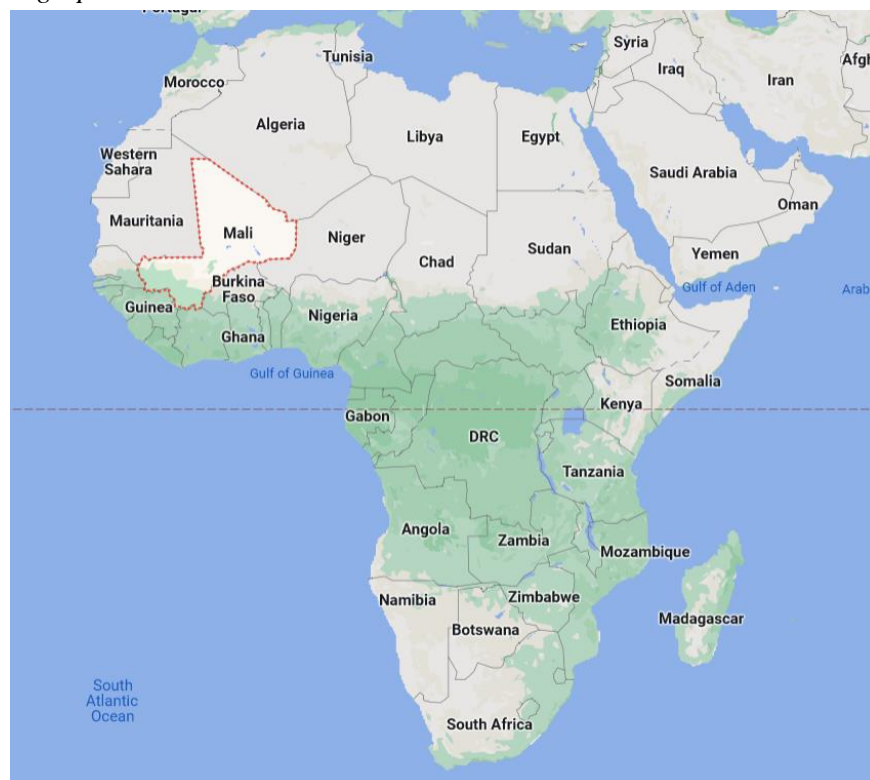 Portugal
Tunisia
Syria
Afgh
Iraq
Iran
Morocco
Algeria
Libya
Egypt
Western
Sahara
Saudi Arabia
Oman
Mauritania
Mali
Niger
Chad
Sudan
Yemen
Burkina
Faso
Gulf of Aden
Arab
Guinea
Nigeria
Ethiopia
Ghana
Gulf of Guinea
Somalia
Kenya
Gabon
DRC
Tanzania
Angola
Zambia
Mozambique
Namibia
Zimbabwe
Madagascar
Botswana
South
Atlantic
Ocean
South Africa